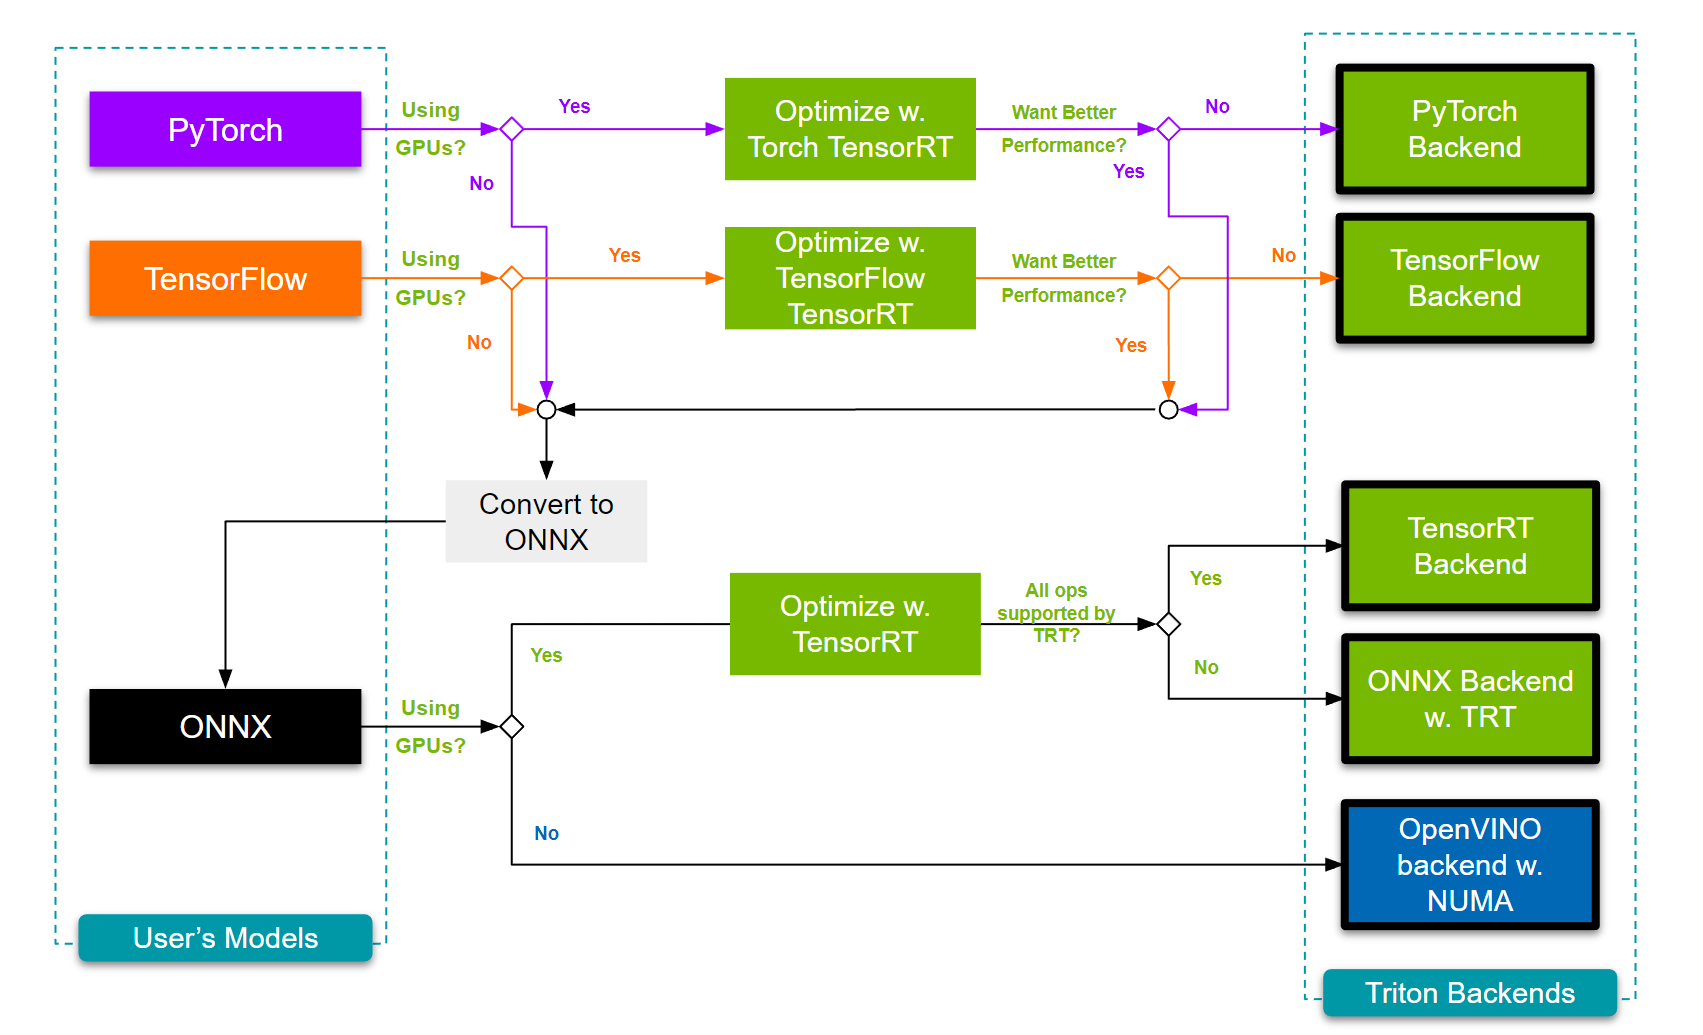 PyTorch
Using
GPUs?
Yes
No
Optimize w.
Torch TensorRT
Want Better
Performance?
No
Yes
PyTorch
Backend
TensorFlow
Using
GPUs?
Yes
No
Optimize w.
TensorFlow
TensorRT
Want Better
Performance?
No
Yes
TensorFlow
Backend
Convert to
ONNX
ONNX
Using
GPUs?
Yes
No
Optimize w.
TensorRT
All ops
supported by
TRT?
Yes
No
TensorRT
Backend
ONNX Backend
w. TRT
OpenVINO
backend w.
NUMA
User’s Models
Triton Backends